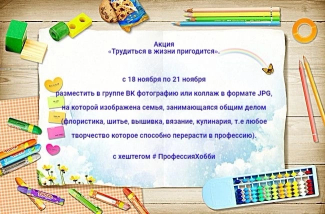 Акция
«Трудиться в жизни пригодится».
с 18 ноября по 21 ноября
разместить в группе ВК фотографию или коллаж в формате JPG,
на которой изображена семья, занимающаяся общим делом
(флористика, шитье, вышивка, вязание, кулинария, т.е любое
творчество которое способно перерасти в профессию).
с хештегом # ПрофессияХобби